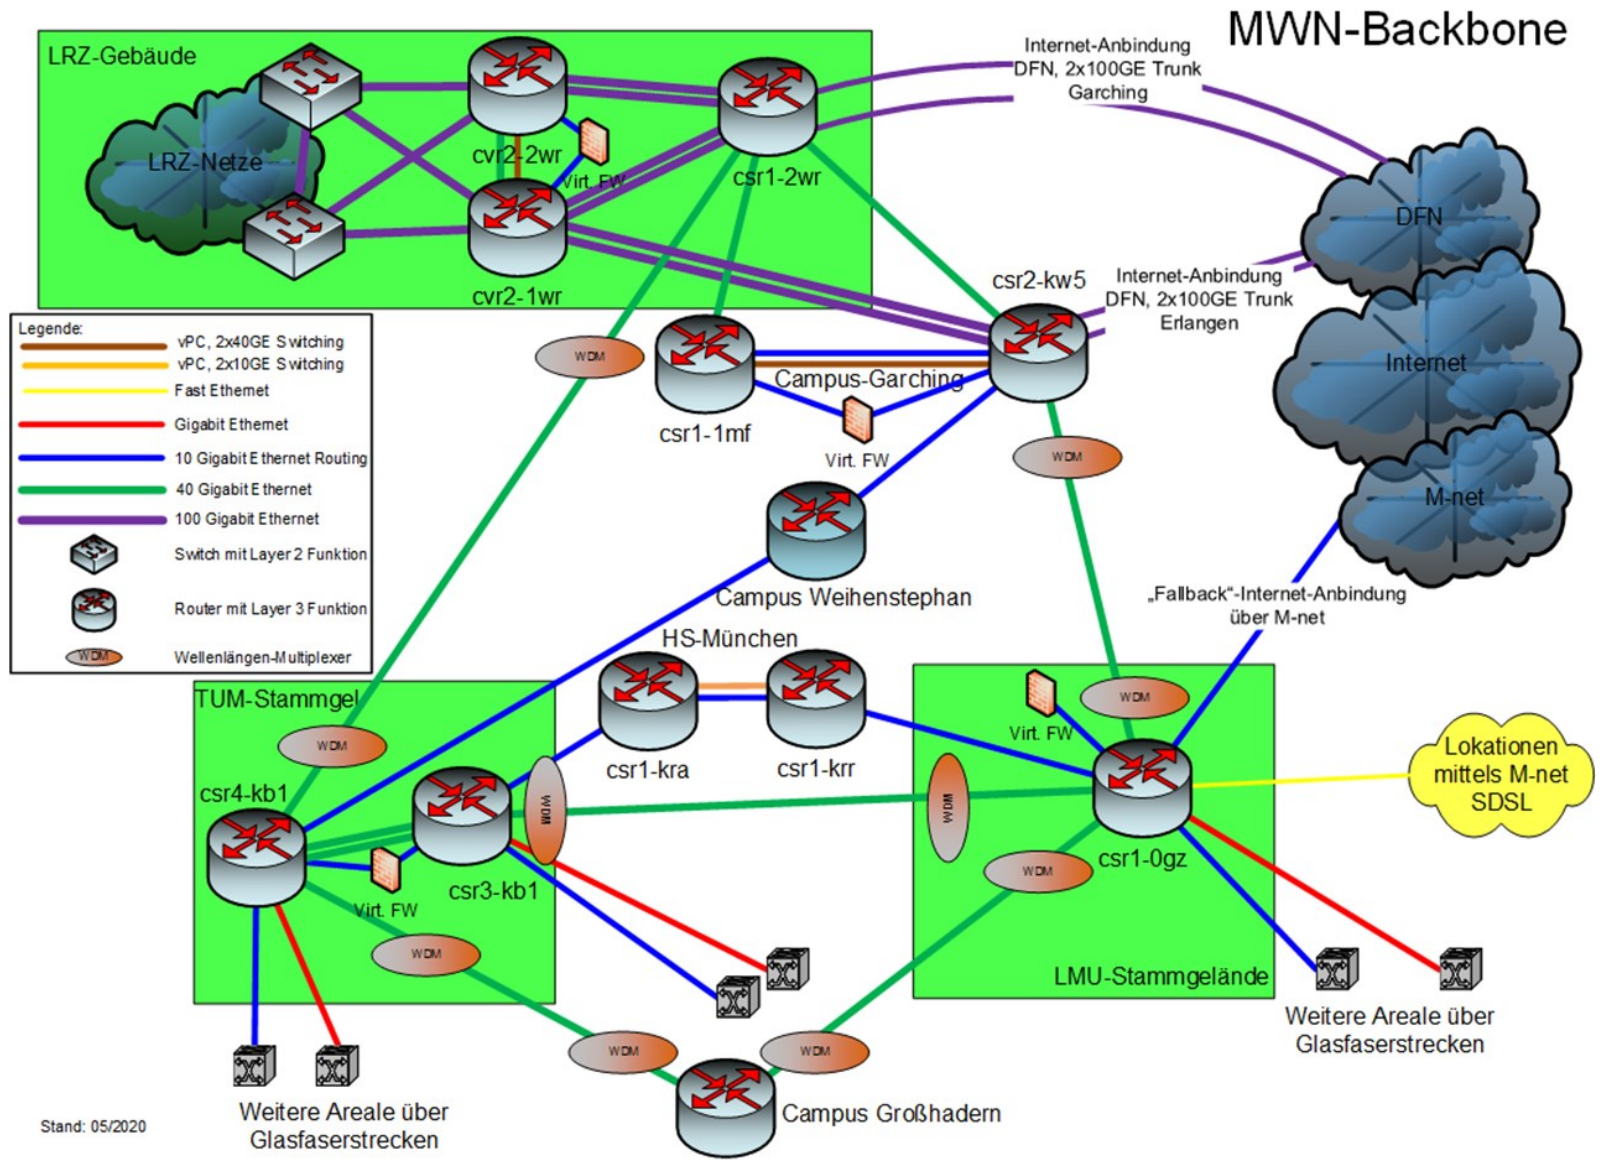 MWN-Backbone
LRZ-Gebäude
LRZ-Netze
cvr2-2wr
Virt. FW
cvr2-1wr
csr1-2wr
Internet-Anbindung
DFN, 2x100GE Trunk
Garching
DFN
Internet
M-net
Internet-Anbindung
DFN, 2x100GE Trunk
Erlangen
csr2-kw5
Legende:
vPC, 2x40GE Switching
vPC, 2x10GE Switching
Fast Ethernet
Gigabit Ethernet
10 Gigabit Ethernet Routing
40 Gigabit Ethernet
100 Gigabit Ethernet
Switch mit Layer 2 Funktion
Router mit Layer 3 Funktion
WDM
Wellenlängen-Multiplexer
WDM
Campus-Garching
csr1-1mf
Virt. FW
WDM
Campus Weihenstephan
„Fallback“-Internet-Anbindung
über M-net
HS-München
csr1-kra
csr1-krr
TUM-Stammgel
WDM
csr4-kb1
WDM
csr3-kb1
Virt. FW
WDM
WDM
Virt. FW
WDM
csr1-0gz
WDM
LMU-Stammgelände
Lokationen
mittels M-net
SDSL
Weitere Areale über
Glasfaserstrecken
WDM
WDM
Campus Großhadern
Weitere Areale über
Glasfaserstrecken
Stand: 05/2020